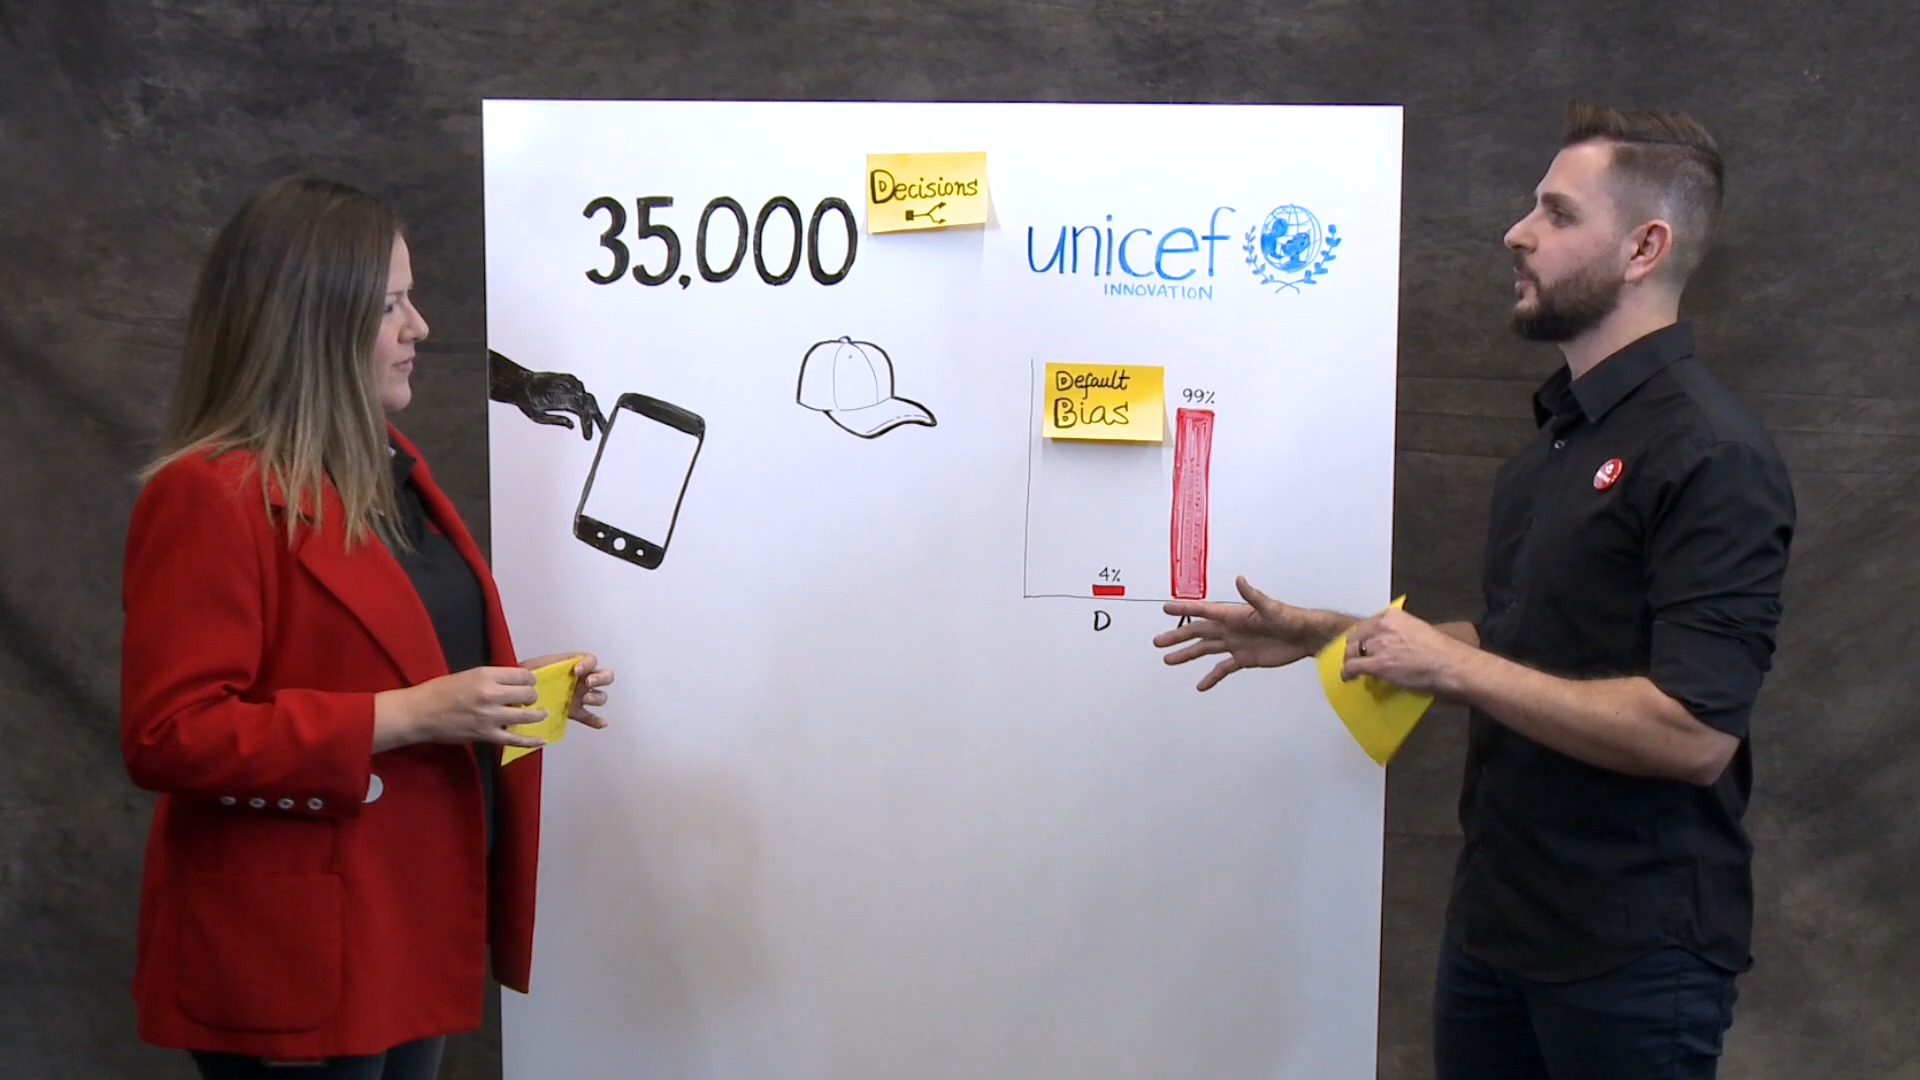 35,000
Decisions
unicef
INNOVATION
Default
Bias
99%
4%
D